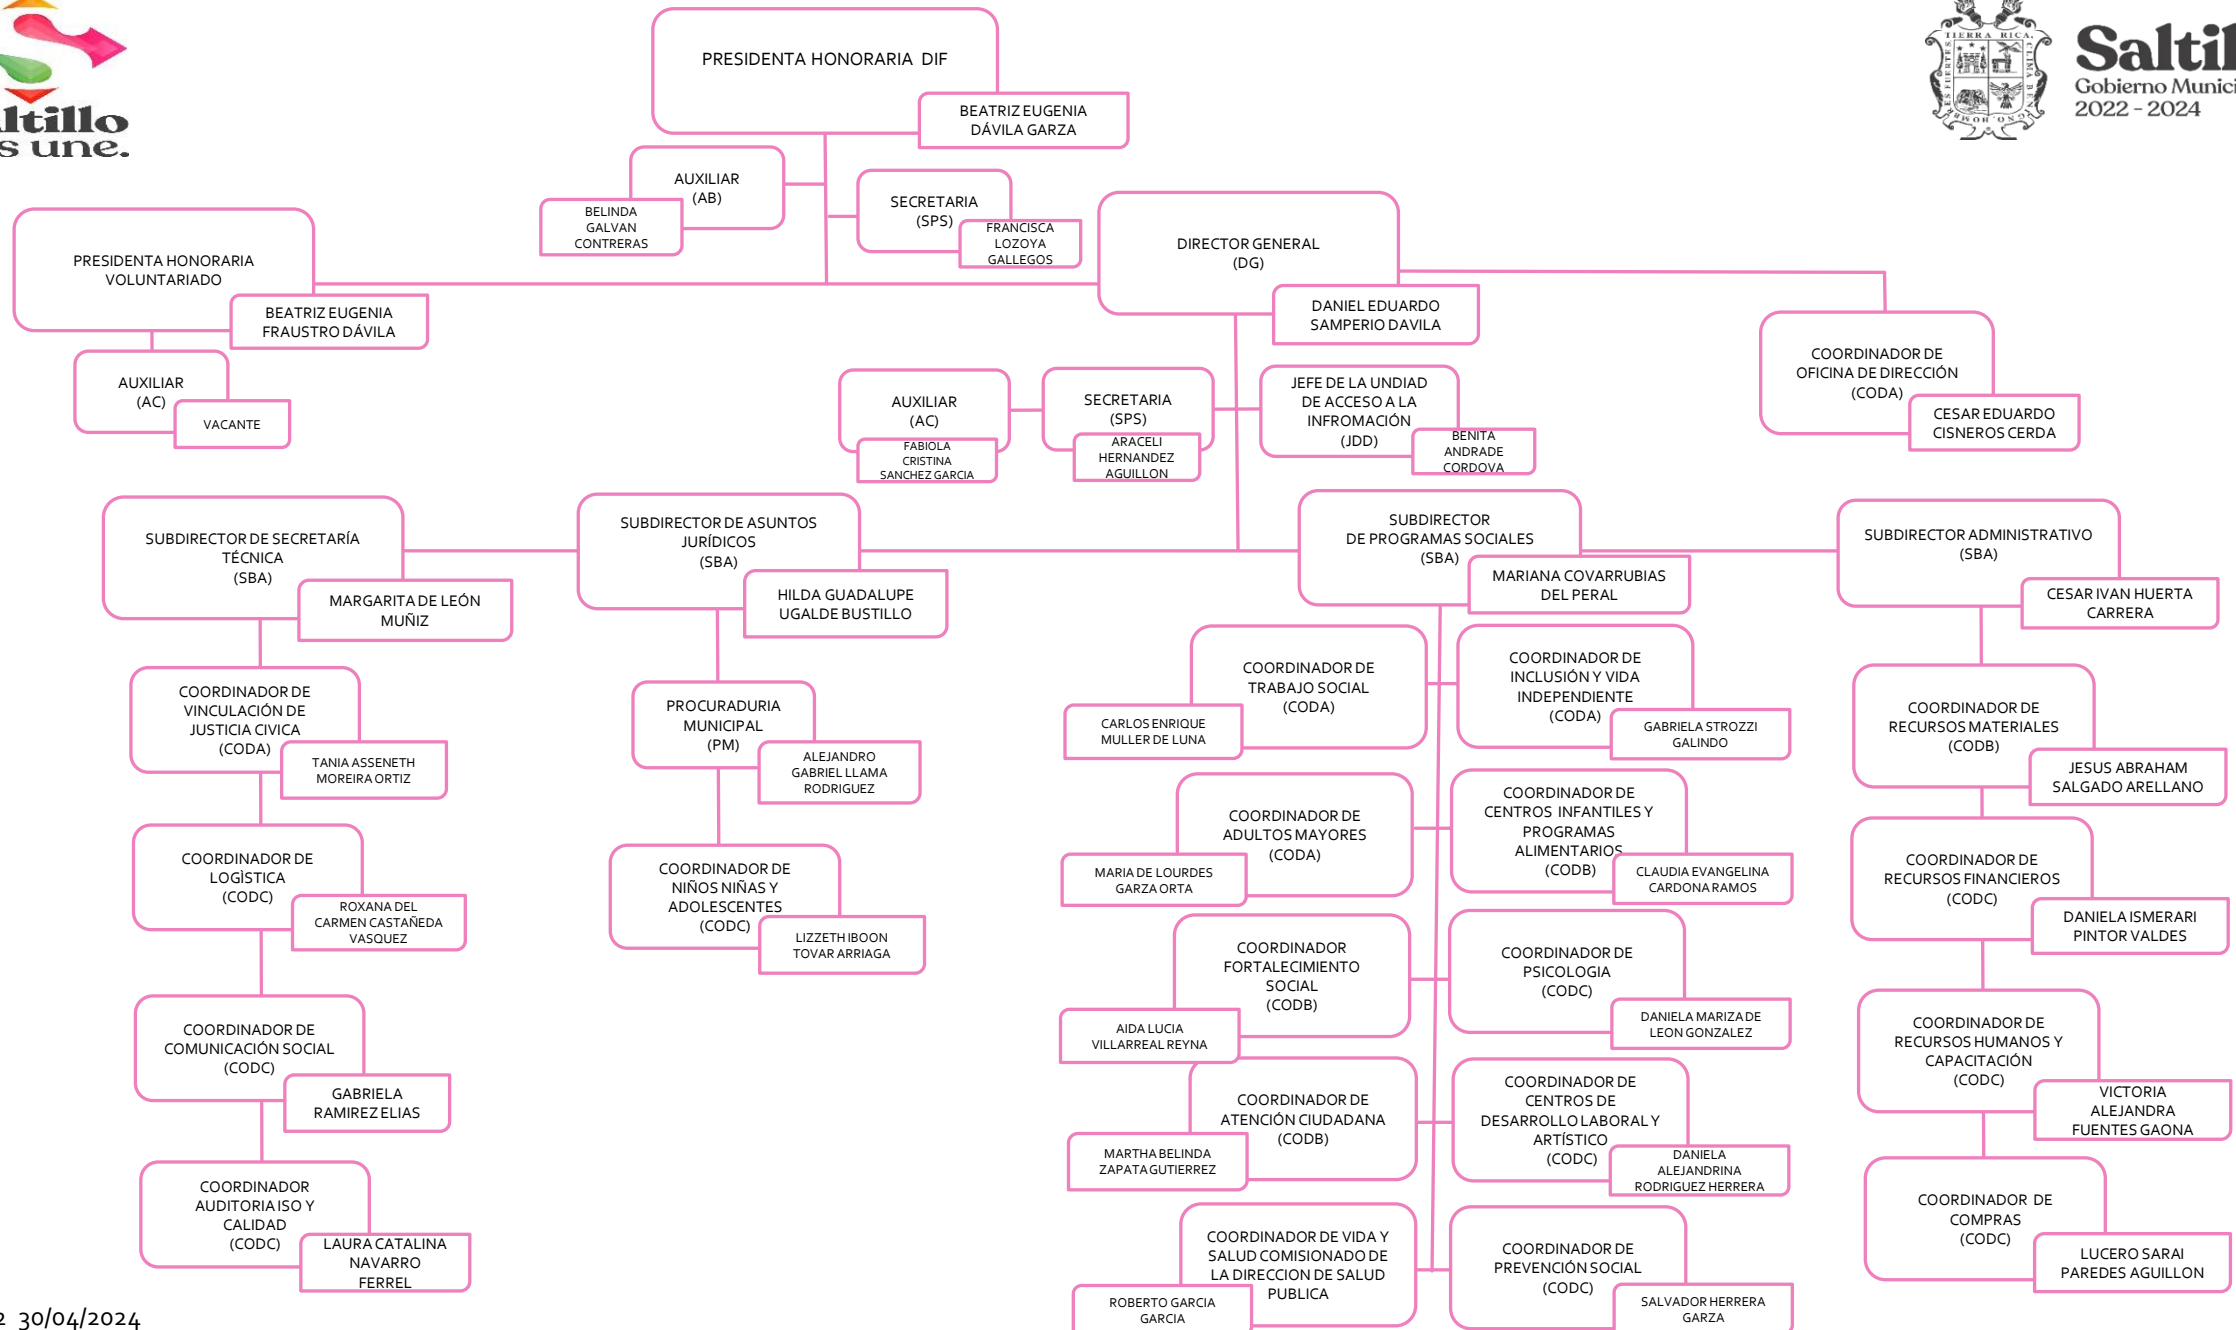 PRESIDENTA HONORARIA DIF
BEATRIZ EUGENIA
DÁVILA GARZA
TIERRA RICA
Gobierno Munici
2022 - 2024
s une.
AUXILIAR
(AB)
BELINDA
GALVAN
CONTRERAS
SECRETARIA
(SPS)
FRANCISCA
LOZOYA
GALLEGOS
PRESIDENTA HONORARIA
VOLUNTARIADO
BEATRIZ EUGENIA
FRAUSTRO DÁVILA
AUXILIAR
(AC)
VACANTE
DIRECTOR GENERAL
(DG)
DANIEL EDUARDO
SAMPERIO DAVILA
COORDINADOR DE
OFICINA DE DIRECCIÓN
(CODA)
CESAR EDUARDO
CISNEROS CERDA
AUXILIAR
(AC)
FABIOLA
CRISTINA
SANCHEZ GARCIA
SECRETARIA
(SPS)
ARACELI
HERNANDEZ
AGUILLON
JEFE DE LA UNDIAD
DE ACCESO A LA
INFROMACIÓN
(JDD)
BENITA
ANDRADE
CORDOVA
SUBDIRECTOR DE SECRETARÍA
TÉCNICA
(SBA)
MARGARITA DE LEÓN
MUÑIZ
SUBDIRECTOR DE ASUNTOS
JURÍDICOS
(SBA)
HILDA GUADALUPE
UGALDE BUSTILLO
SUBDIRECTOR
DE PROGRAMAS SOCIALES
(SBA)
MARIANA COVARRUBIAS
DEL PERAL
SUBDIRECTOR ADMINISTRATIVO
(SBA)
CESAR IVAN HUERTA
CARRERA
COORDINADOR DE
VINCULACIÓN DE
JUSTICIA CIVICA
(CODA)
TANIA ASSENETH
MOREIRA ORTIZ
COORDINADOR DE
LOGÌSTICA
(CODC)
ROXANA DEL
CARMEN CASTAÑEDA
VASQUEZ
COORDINADOR DE
COMUNICACIÓN SOCIAL
(CODC)
GABRIELA
RAMIREZ ELIAS
COORDINADOR
AUDITORIA ISO Y
CALIDAD
(CODC)
LAURA CATALINA
NAVARRO
FERREL
PROCURADURIA
MUNICIPAL
(PM)
ALEJANDRO
GABRIEL LLAMA
RODRIGUEZ
COORDINADOR DE
NIÑOS NIÑAS Y
ADOLESCENTES
(CODC)
LIZZETH IBOON
TOVAR ARRIAGA
COORDINADOR DE
TRABAJO SOCIAL
(CODA)
CARLOS ENRIQUE
MULLER DE LUNA
COORDINADOR DE
INCLUSIÓN Y VIDA
INDEPENDIENTE
(CODA)
GABRIELA STROZZI
GALINDO
COORDINADOR DE
ADULTOS MAYORES
(CODA)
MARIA DE LOURDES
GARZA ORTA
COORDINADOR DE
CENTROS INFANTILES Y
PROGRAMAS
ALIMENTARIOS
(CODB)
CLAUDIA EVANGELINA
CARDONA RAMOS
COORDINADOR
FORTALECIMIENTO
SOCIAL
(CODB)
AIDA LUCIA
VILLARREAL REYNA
COORDINADOR DE
PSICOLOGIA
(CODC)
DANIELA MARIZA DE
LEON GONZALEZ
COORDINADOR DE
ATENCIÓN CIUDADANA
(CODB)
MARTHA BELINDA
ZAPATA GUTIERREZ
COORDINADOR DE
CENTROS DE
DESARROLLO LABORAL Y
ARTÍSTICO
(CODC)
DANIELA
ALEJANDRINA
RODRIGUEZ HERRERA
COORDINADOR DE VIDA Y
SALUD COMISIONADO DE
LA DIRECCION DE SALUD
PUBLICA
ROBERTO GARCIA
GARCIA
COORDINADOR DE
PREVENCIÓN SOCIAL
(CODC)
SALVADOR HERRERA
GARZA
COORDINADOR DE
RECURSOS MATERIALES
(CODB)
JESUS ABRAHAM
SALGADO ARELLANO
COORDINADOR DE
RECURSOS FINANCIEROS
(CODC)
DANIELA ISMERARI
PINTOR VALDES
COORDINADOR DE
RECURSOS HUMANOS Y
CAPACITACIÓN
(CODC)
VICTORIA
ALEJANDRA
FUENTES GAONA
COORDINADOR DE
COMPRAS
(CODC)
LUCERO SARAI
PAREDES AGUILLON
30/04/2024